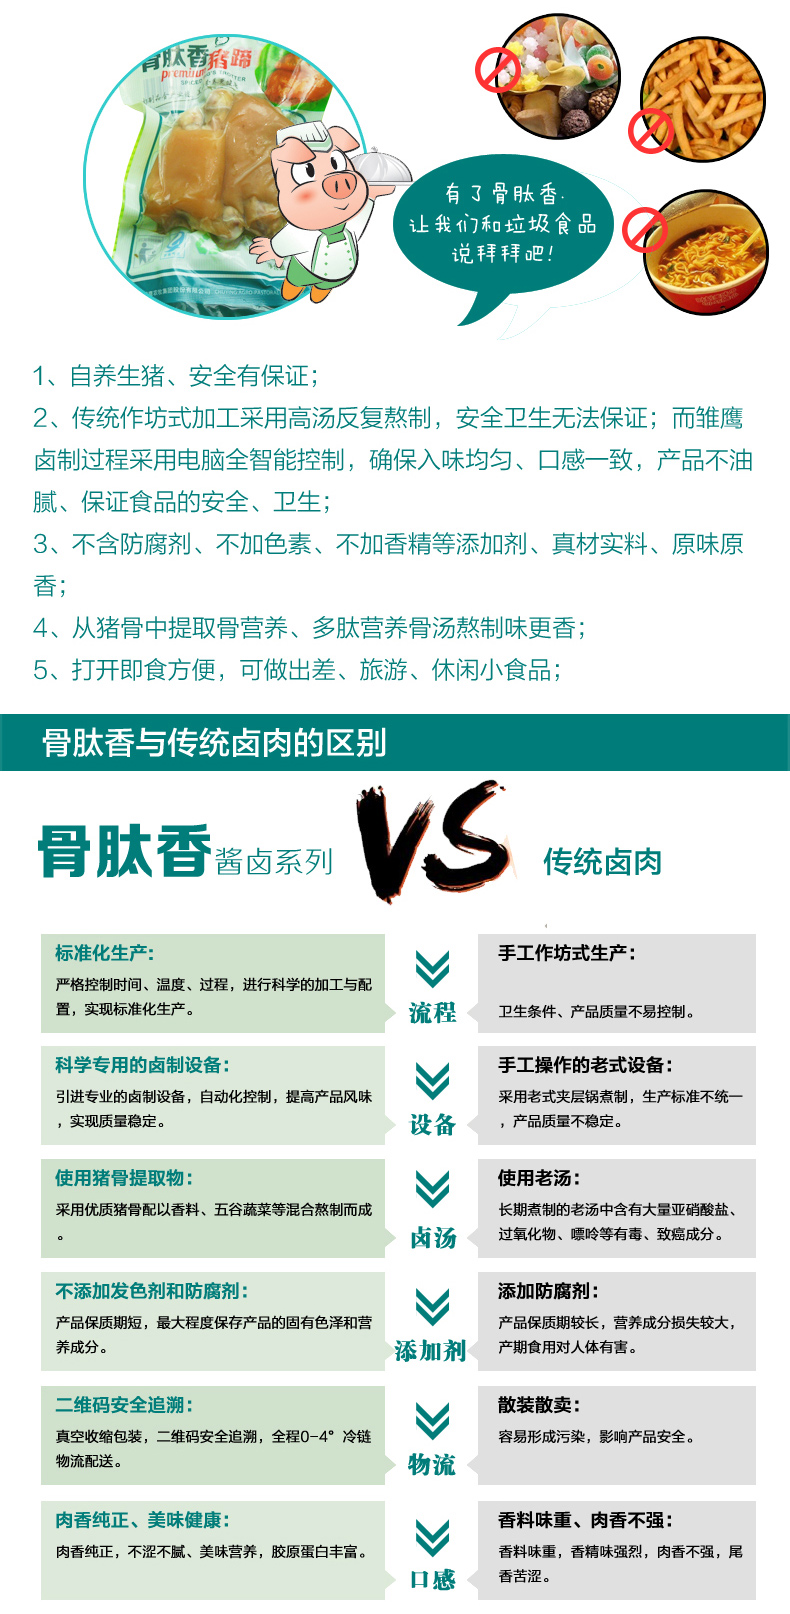 骨肽香猪蹄
premium
有了骨肽香.
让我们和垃圾食品
说拜拜吧!
1、自养生猪、安全有保证;
2、传统作坊式加工采用高汤反复熬制，安全卫生无法保证；而雏鹰
卤制过程采用电脑全智能控制，确保入味均匀、口感一致，产品不油
腻、保证食品的安全、卫生；
3、不含防腐剂、不加色素、不加香精等添加剂、真材实料、原味原
香；
4、从猪骨中提取骨营养、多肽营养骨汤熬制味更香；
5、打开即食方便，可做出差、旅游、休闲小食品；
骨肽香与传统卤肉的区别
骨肽香酱卤系列 VS 传统卤肉
标准化生产：
严格控制时间、温度、过程，进行科学的加工与配
置，实现标准化生产。
流程
手工作坊式生产：
卫生条件、产品质量不易控制。
科学专用的卤制设备：
引进专业的卤制设备，自动化控制，提高产品风味
，实现质量稳定。
设备
手工操作的老式设备：
采用老式夹层锅煮制，生产标准不统一
，产品质量不稳定。
使用猪骨提取物：
采用优质猪骨配以香料、五谷蔬菜等混合熬制而成
。
卤汤
使用老汤：
长期煮制的老汤中含有大量亚硝酸盐、
过氧化物、嘌呤等有毒、致癌成分。
不添加发色剂和防腐剂：
产品保质期短，最大程度保存产品的固有色泽和营
养成分。
添加剂
添加防腐剂：
产品保质期较长，营养成分损失较大，
产期食用对人体有害。
二维码安全追溯：
真空收缩包装，二维码安全追溯，全程0-4°冷链
物流配送。
物流
散装散卖：
容易形成污染，影响产品安全。
肉香纯正、美味健康：
肉香纯正，不涩不腻、美味营养，胶原蛋白丰富。
口感
香料味重、肉香不强：
香料味重，香精味强烈，肉香不强，尾
香苦涩。